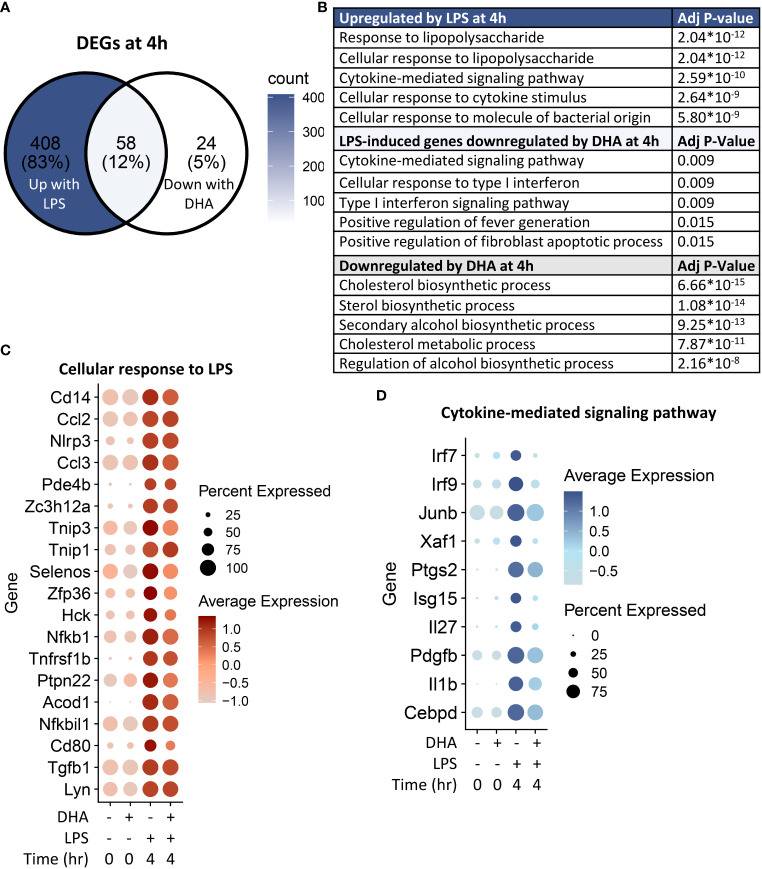 A
DEGs at 4h
408
(83%)
Up with
LPS
58
(12%)
24
(5%)
Down with
DHA
count
400
300
200
100
B
Upregulated by LPS at 4h Adj P-value
Response to lipopolysaccharide 2.04*10-12
Cellular response to lipopolysaccharide 2.04*10-12
Cytokine-mediated signaling pathway 2.59*10-10
Cellular response to cytokine stimulus 2.64*10-9
Cellular response to molecule of bacterial origin 5.80*10-9
LPS-induced genes downregulated by DHA at 4h Adj P-Value
Cytokine-mediated signaling pathway 0.009
Cellular response to type I interferon 0.009
Type I interferon signaling pathway 0.009
Positive regulation of fever generation 0.015
Positive regulation of fibroblast apoptotic process 0.015
Downregulated by DHA at 4h Adj P-Value
Cholesterol biosynthetic process 6.66*10-15
Sterol biosynthetic process 1.08*10-14
Secondary alcohol biosynthetic process 9.25*10-13
Cholesterol metabolic process 7.87*10-11
Regulation of alcohol biosynthetic process 2.16*10-8
C
Cellular response to LPS
Gene
Cd14
Ccl2
Nlrp3
Ccl3
Pde4b
Zc3h12a
Tnip3
Tnip1
Selenos
Zfp36
Hck
Nfkb1
Tnfrsf1b
Ptpn22
Acod1
Nfkbil1
Cd80
Tgfb1
Lyn
DHA - + - +
LPS - - + +
Time (hr) 0 0 4 4
Percent Expressed
25
50
75
100
Average Expression
1.0
0.5
0.0
−0.5
−1.0
D
Cytokine-mediated signaling pathway
Gene
Irf7
Irf9
Junb
Xaf1
Ptgs2
Isg15
Il27
Pdgfb
Il1b
Cebpd
DHA - + - +
LPS - - + +
Time (hr) 0 0 4 4
Average Expression
1.0
0.5
0.0
−0.5
Percent Expressed
0
25
50
75